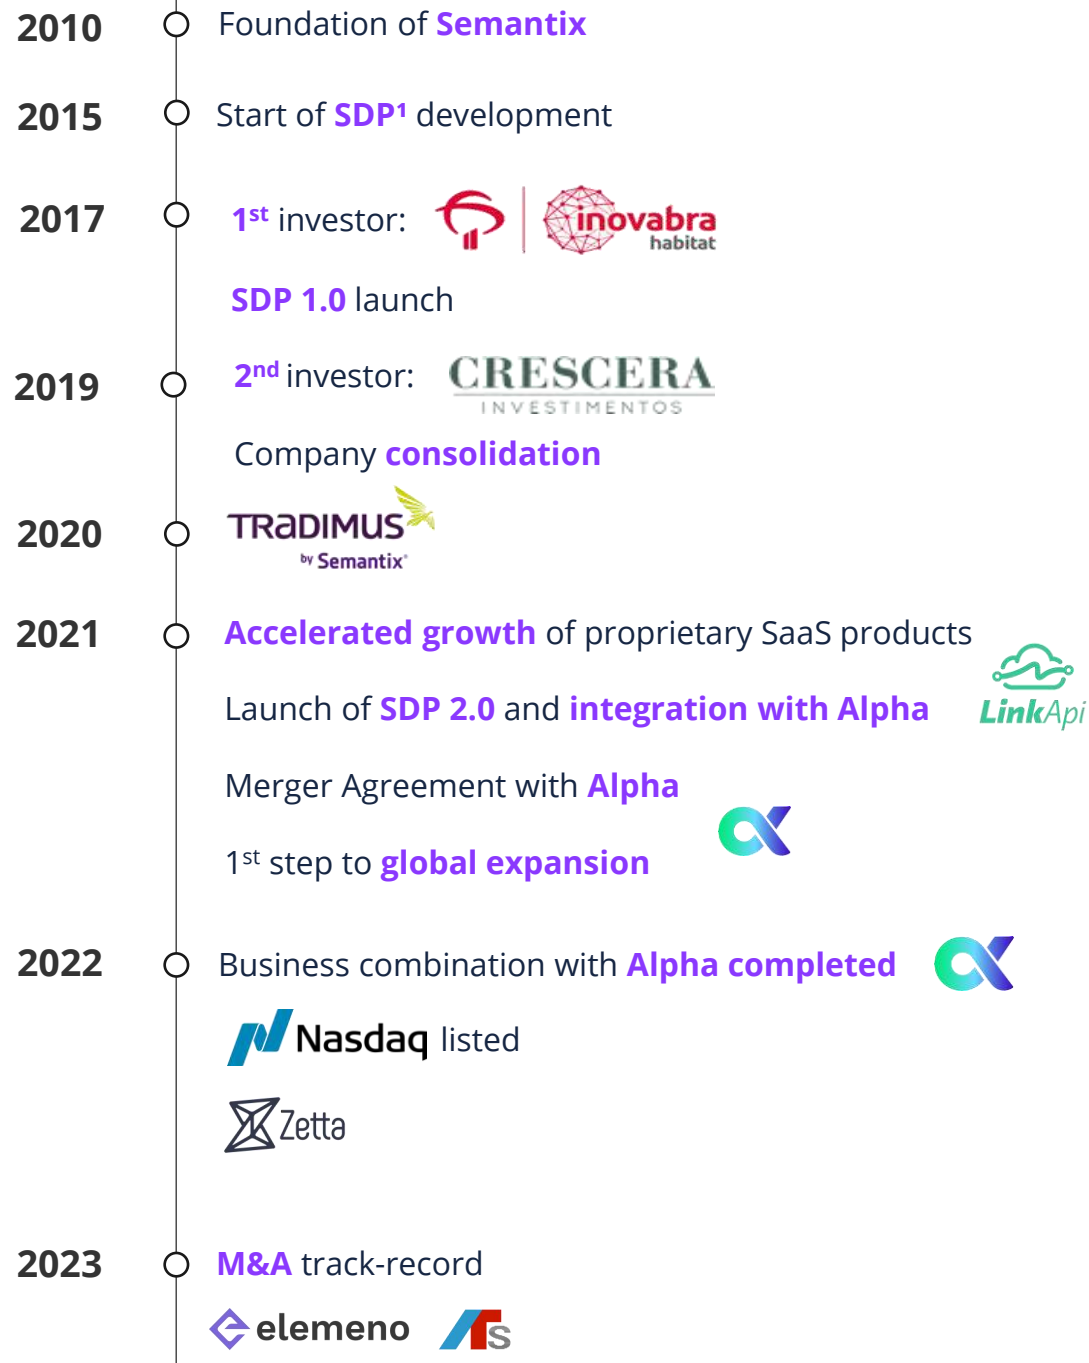 2010 Foundation of Semantix
2015 Start of SDP¹ development
2017 1st investor: inovabra habitat
SDP 1.0 launch
2019 2nd investor: CRESCERA INVESTIMENTOS
Company consolidation
2020 TRaDIMUS
by Semantix
2021 Accelerated growth of proprietary SaaS products
Launch of SDP 2.0 and integration with Alpha LinkApi
Merger Agreement with Alpha
1st step to global expansion
2022 Business combination with Alpha completed
Nasdaq listed
Zetta
2023 M&A track-record
elemeno ATs